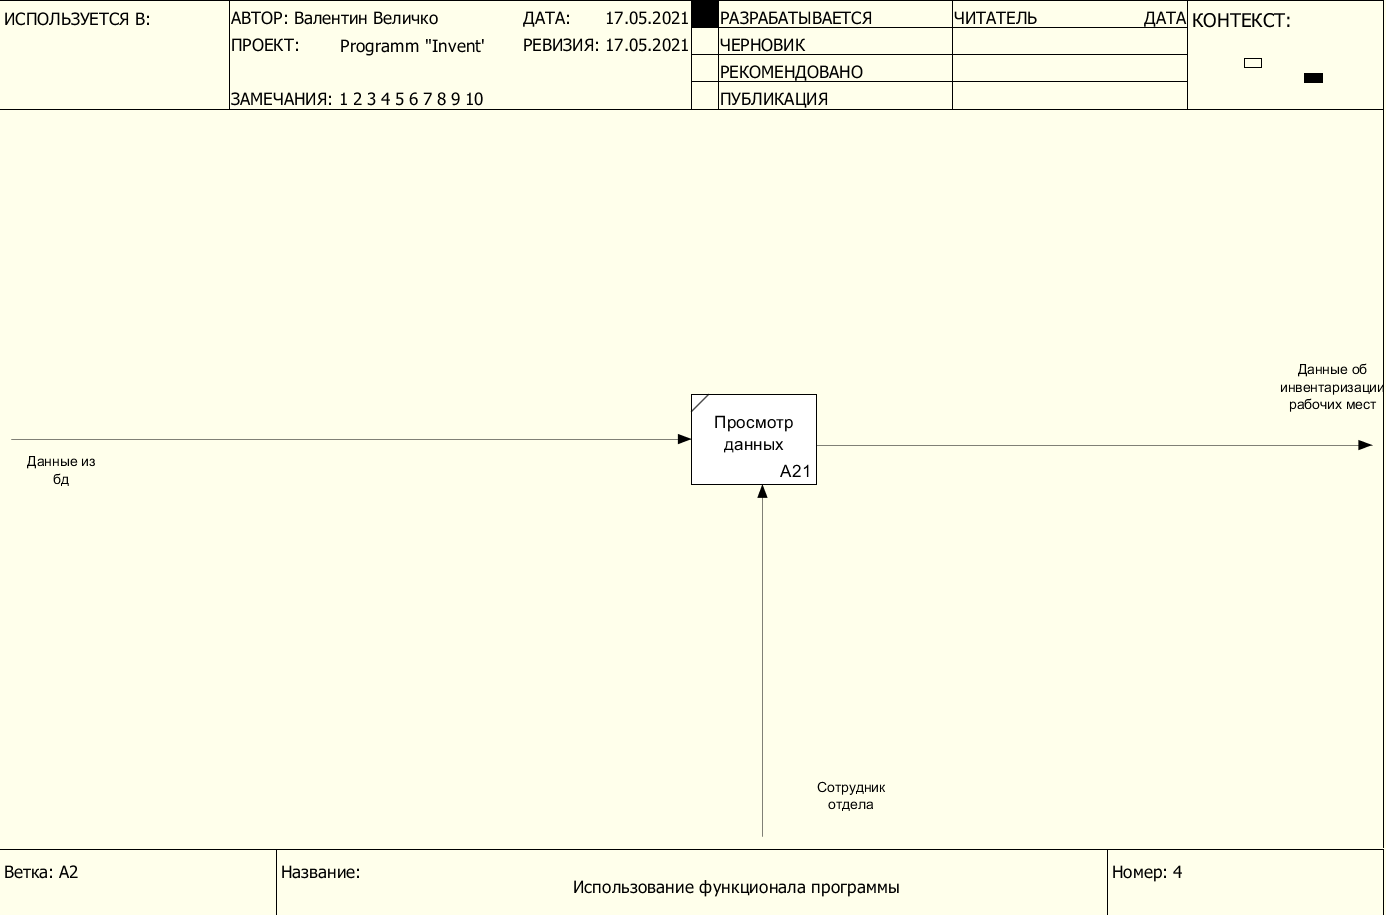 ИСПОЛЬЗУЕТСЯ В:
АВТОР: Валентин Величко
ДАТА: 17.05.2021
ПРОЕКТ: Programm "Invent'
РЕВИЗИЯ: 17.05.2021
ЗАМЕЧАНИЯ: 1 2 3 4 5 6 7 8 9 10
РАЗРАБАТЫВАЕТСЯ
ЧЕРНОВИК
РЕКОМЕНДОВАНО
ПУБЛИКАЦИЯ
ЧИТАТЕЛЬ ДАТА
КОНТЕКСТ:
Данные об
инвентаризации
рабочих мест
Просмотр
данных
A21
Данные из
бд
Сотрудник
отдела
Ветка: A2
Название:
Использование функционала программы
Номер: 4